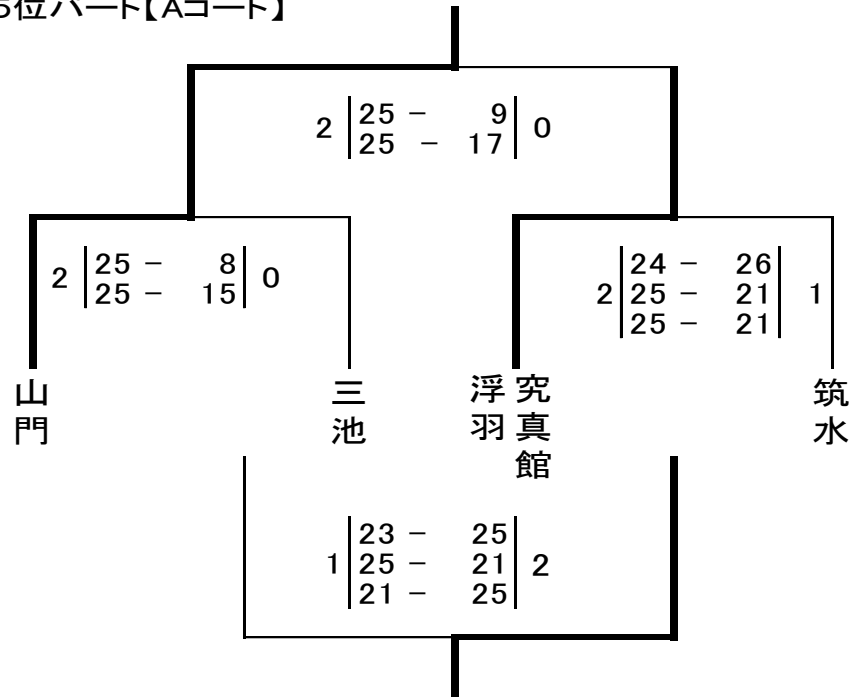 位パート【Aコート】
2 25 - 9 0
25 - 17
2 25 - 8 0
25 - 15
2 24 - 26 1
25 - 21
25 - 21
山門
三池
浮羽究真館
筑水
1 23 - 25 2
25 - 21
21 - 25